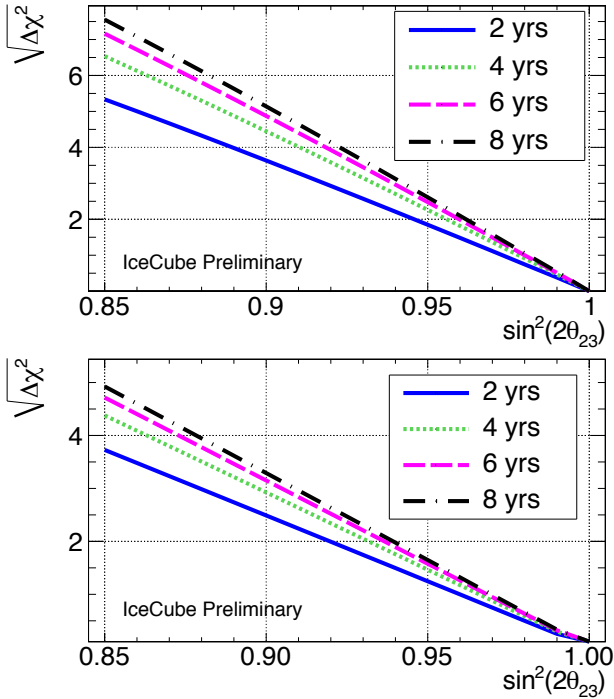 √Δχ²
6
4
2
2 yrs
4 yrs
6 yrs
8 yrs
IceCube Preliminary
0.85 0.9 0.95 1
sin²(2θ₂₃)
√Δχ²
4
2
2 yrs
4 yrs
6 yrs
8 yrs
IceCube Preliminary
0.85 0.90 0.95 1.00
sin²(2θ₂₃)